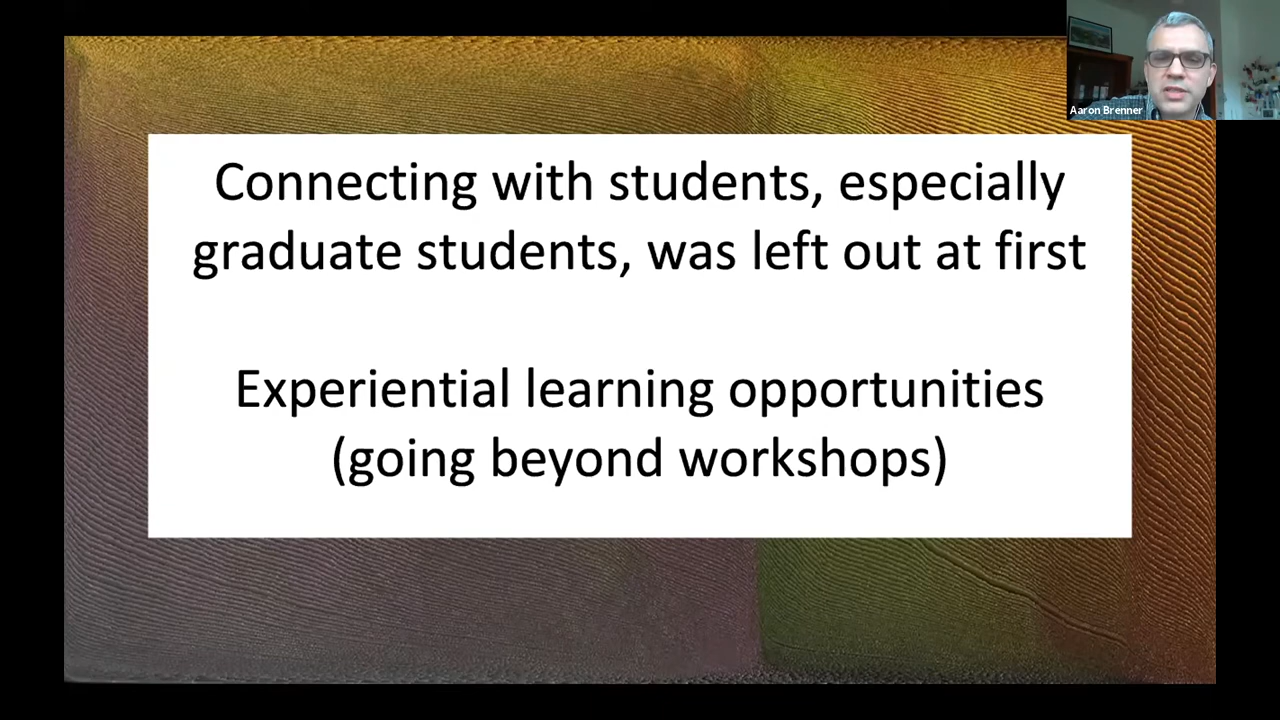 Aaron Brenner
Connecting with students, especially
graduate students, was left out at first
Experiential learning opportunities
(going beyond workshops)